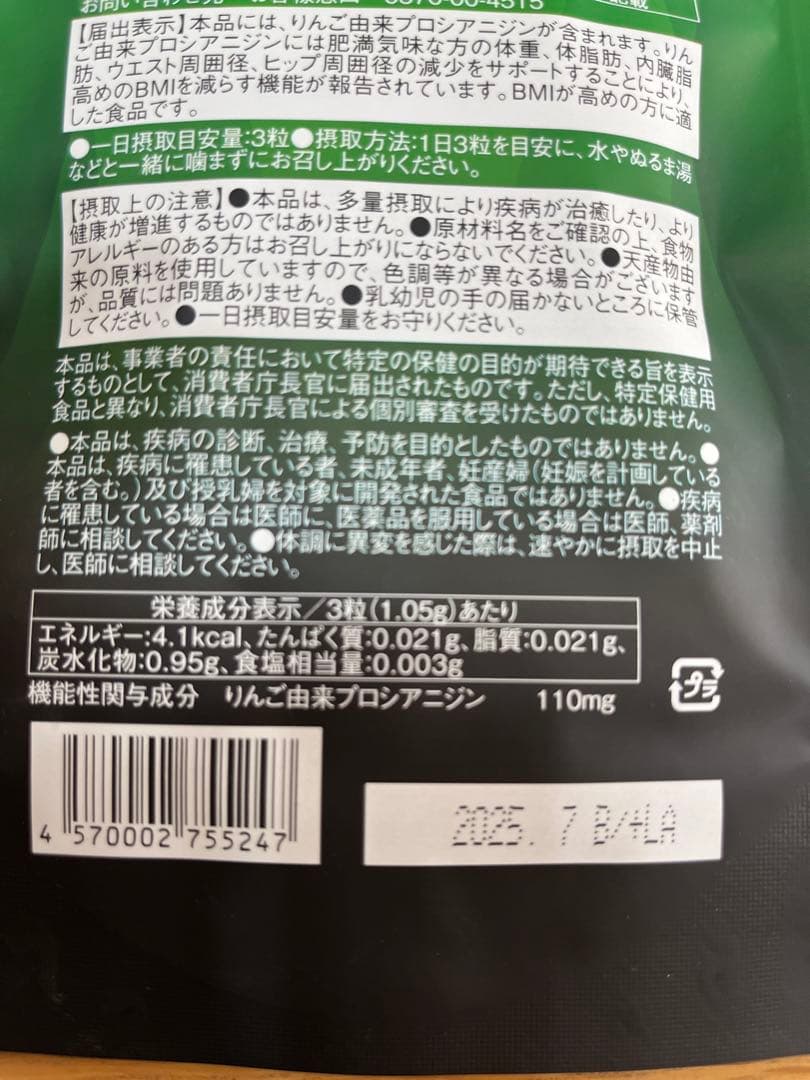 0570-00-4515
記載
【届出表示】本品には、りんご由来プロシアニジンが含まれます。りん
ご由来プロシアニジンには肥満気味な方の体重、体脂肪、内臓脂
肪、ウエスト周囲径、ヒップ周囲径の減少をサポートすることにより、
高めのBMIを減らす機能が報告されています。BMIが高めの方に適
した食品です。
●一日摂取目安量:3粒●摂取方法:1日3粒を目安に、水やぬるま湯
などと一緒に噛まずにお召し上がりください。
【摂取上の注意】●本品は、多量摂取により疾病が治癒したり、より
健康が増進するものではありません。●原材料名をご確認の上、食物
アレルギーのある方はお召し上がりにならないでください。●天産物由
来の原料を使用していますので、色調等が異なる場合がございます
が、品質には問題ありません。●乳幼児の手の届かないところに保管
してください。●一日摂取目安量をお守りください。
本品は、事業者の責任において特定の保健の目的が期待できる旨を表示
するものとして、消費者庁長官に届出されたものです。ただし、特定保健用
食品と異なり、消費者庁長官による個別審査を受けたものではありません。
●本品は、疾病の診断、治療、予防を目的としたものではありません。●
本品は、疾病に罹患している者、未成年者、妊産婦(妊娠を計画している
者を含む。)及び授乳婦を対象に開発された食品ではありません。●疾病
に罹患している場合は医師に、医薬品を服用している場合は医師、薬剤
師に相談してください。●体調に異変を感じた際は、速やかに摂取を中止
し、医師に相談してください。
栄養成分表示/3粒(1.05g)あたり
エネルギー:4.1kcal、たんぱく質:0.021g、脂質:0.021g、
炭水化物:0.95g、食塩相当量:0.003g
機能性関与成分 りんご由来プロシアニジン 110mg
プラ
4 570002 755247
2025. 7 B/4LA